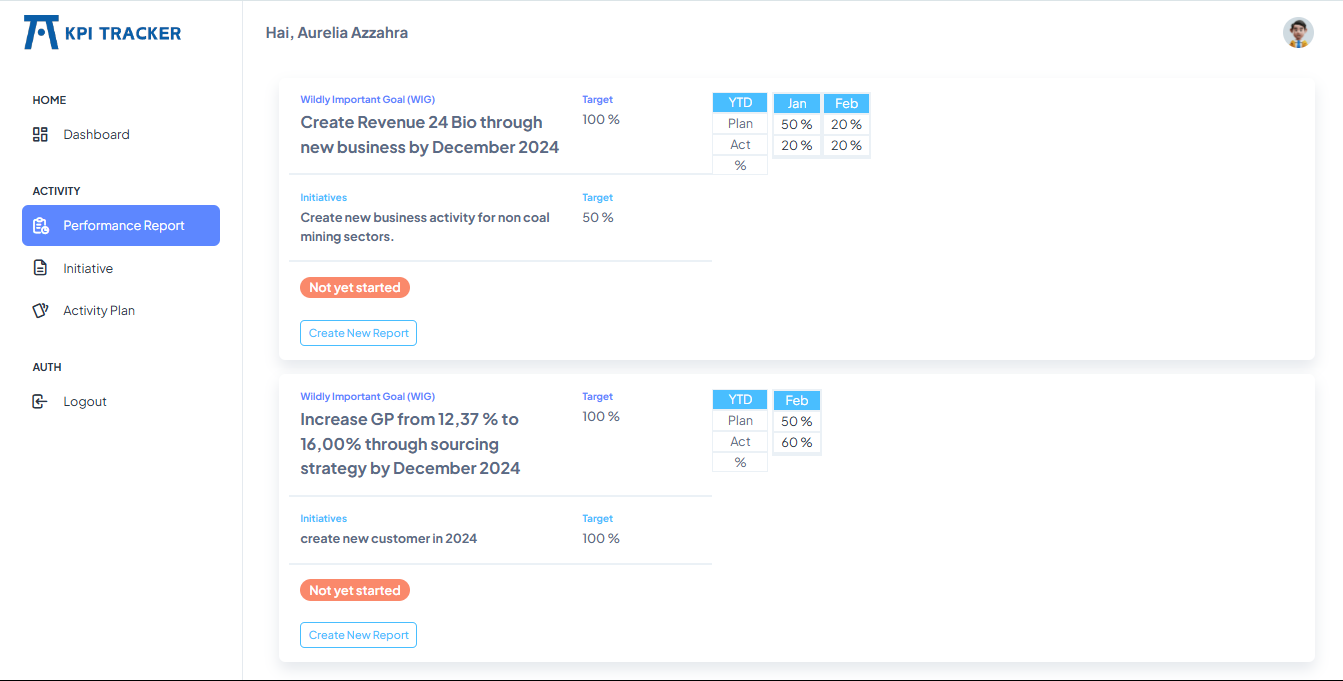 KPI TRACKER
Hai, Aurelia Azzahra
HOME
Dashboard
ACTIVITY
Performance Report
Initiative
Activity Plan
AUTH
Logout
Wildly Important Goal (WIG)
Create Revenue 24 Bio through
new business by December 2024
Target
100 %
YTD Jan Feb
Plan 50 % 20 %
Act 20 % 20 %
%
Initiatives
Create new business activity for non coal
mining sectors.
Target
50 %
Not yet started
Create New Report
Wildly Important Goal (WIG)
Increase GP from 12,37 % to
16,00% through sourcing
strategy by December 2024
Target
100 %
YTD Feb
Plan 50 %
Act 60 %
%
Initiatives
create new customer in 2024
Target
100 %
Not yet started
Create New Report